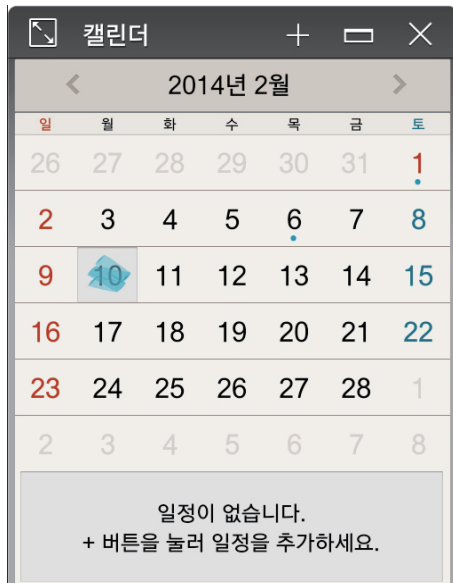 캘린더
2014년 2월
일 월 화 수 목 금 토
26 27 28 29 30 31 1
2 3 4 5 6 7 8
9 10 11 12 13 14 15
16 17 18 19 20 21 22
23 24 25 26 27 28 1
2 3 4 5 6 7 8
일정이 없습니다.
+ 버튼을 눌러 일정을 추가하세요.